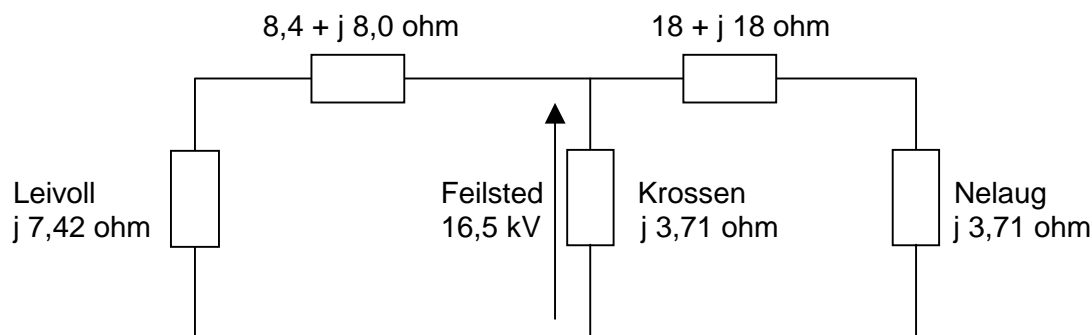 8,4 + j 8,0 ohm
18 + j 18 ohm
Leivoll
j 7,42 ohm
Feilsted
16,5 kV
Krossen
j 3,71 ohm
Nelaug
j 3,71 ohm